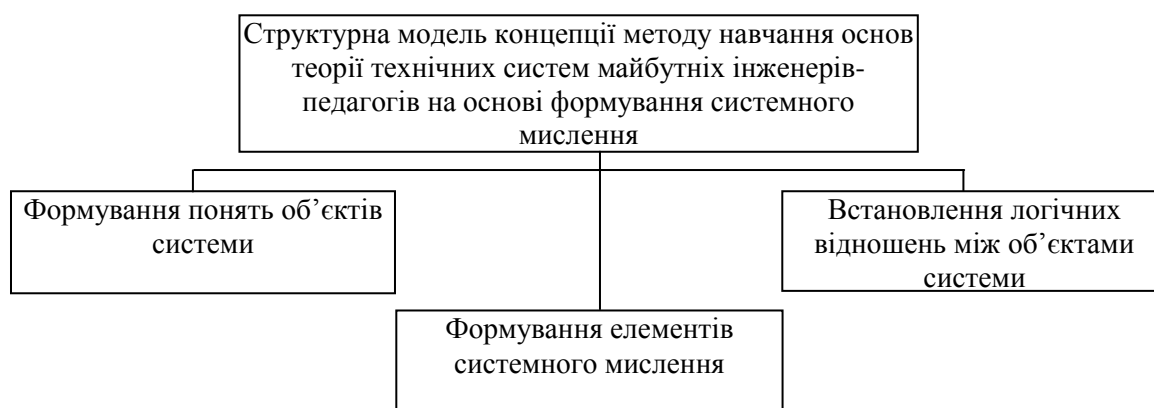 Структурна модель концепції методу навчання основ
теорії технічних систем майбутніх інженерів-
педагогів на основі формування системного
мислення
Формування понять об’єктів
системи
Встановлення логічних
відношень між об’єктами
системи
Формування елементів
системного мислення